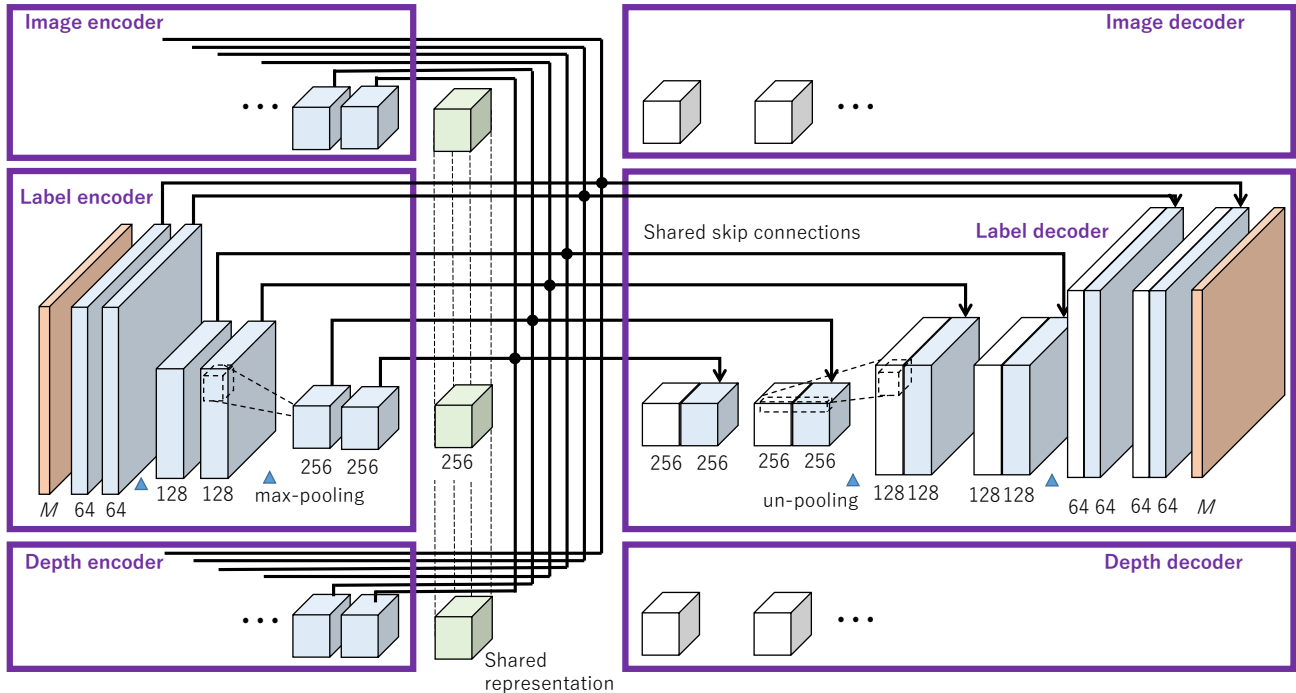 Image encoder
Image decoder
• • •
• • •
Label encoder
Shared skip connections
Label decoder
256 256
256
256 256
256 256
M 64 64
128 128
max-pooling
un-pooling
128 128
128 128
64 64
64 64
M
Depth encoder
Depth decoder
• • •
• • •
Shared
representation